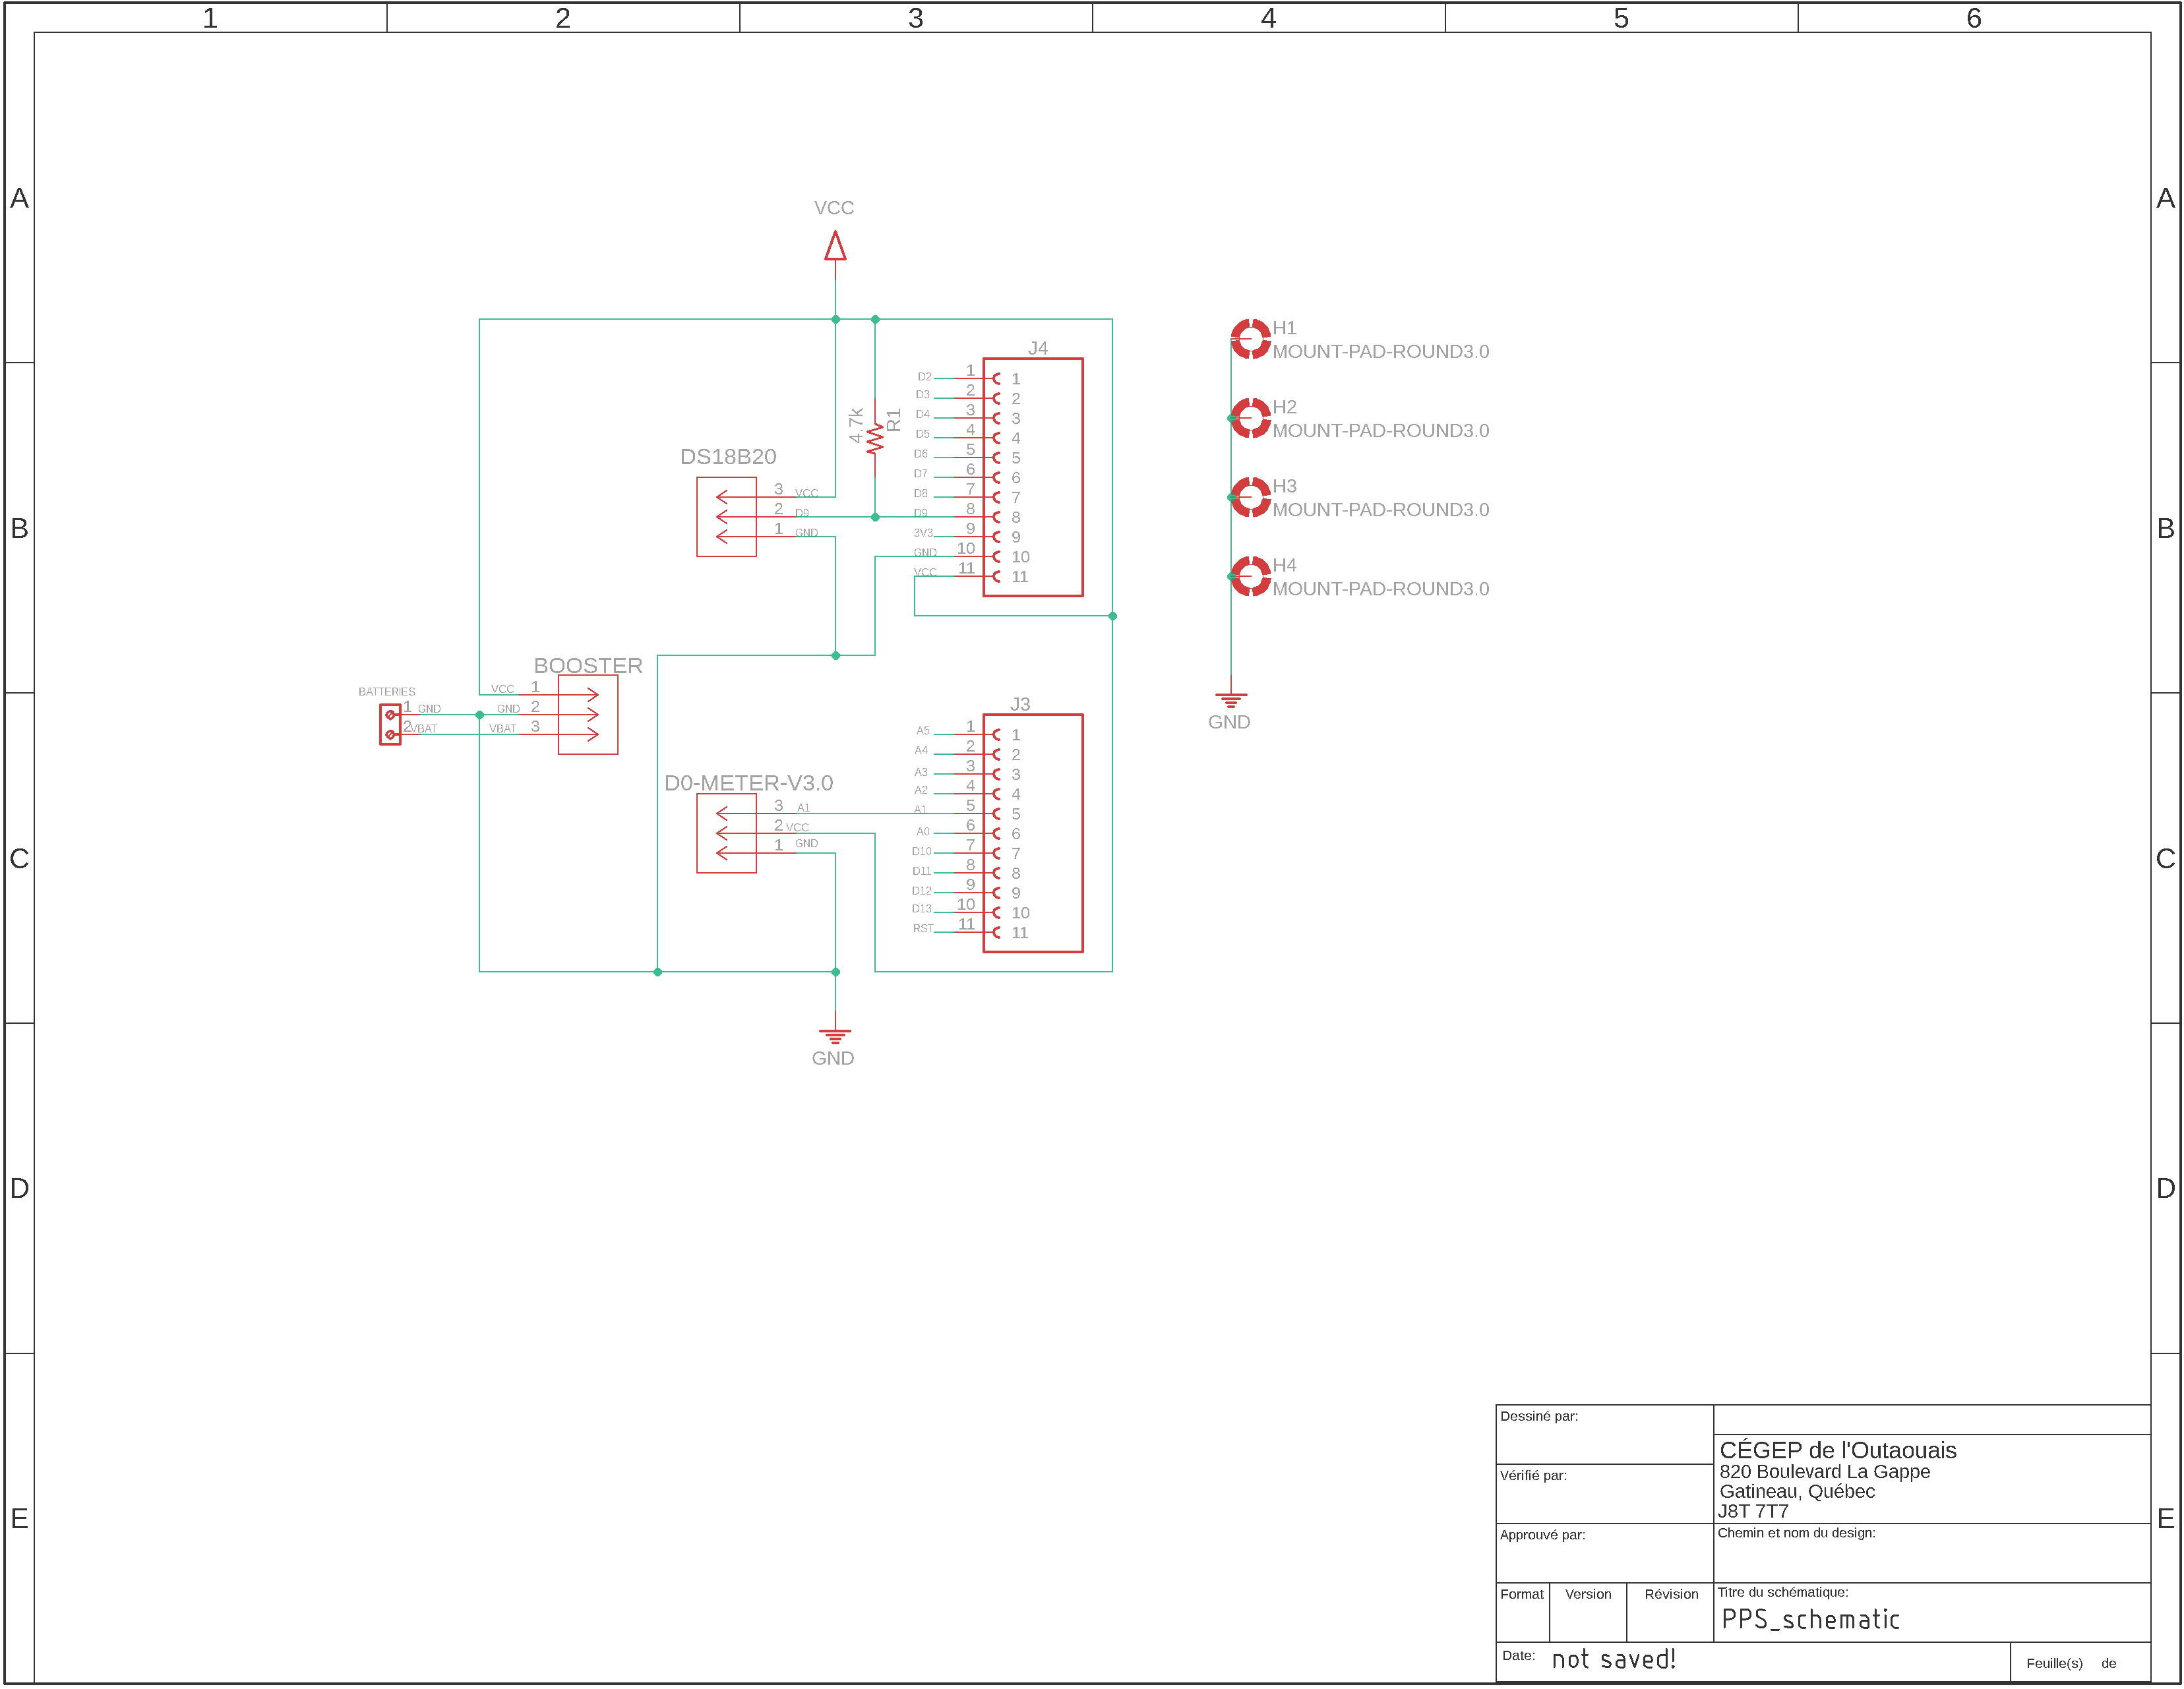 1 2 3 4 5 6
A A
VCC
J4
H1
MOUNT-PAD-ROUND3.0
H2
MOUNT-PAD-ROUND3.0
H3
MOUNT-PAD-ROUND3.0
H4
MOUNT-PAD-ROUND3.0
GND
D2 1 1
D3 2 2
D4 3 3
D5 4 4
D6 5 5
D7 6 6
D8 7 7
D9 8 8
3V3 9 9
GND 10 10
VCC 11 11
4.7k
R1
DS18B20
3 VCC
2 D9
1 GND
B B
BOOSTER
VCC 1
GND 2
VBAT 3
BATTERIES
1 GND
2 VBAT
J3
A5 1 1
A4 2 2
A3 3 3
A2 4 4
A1 5 5
A0 6 6
D10 7 7
D11 8 8
D12 9 9
D13 10 10
RST 11 11
D0-METER-V3.0
3 A1
2 VCC
1 GND
C C
GND
D D
E E
Dessiné par:
Vérifié par:
Approuvé par:
CÉGEP de l'Outaouais
820 Boulevard La Gappe
Gatineau, Québec
J8T 7T7
Chemin et nom du design:
Format Version Révision
Titre du schématique:
PPS_schematic
Date: not saved!
Feuille(s) de